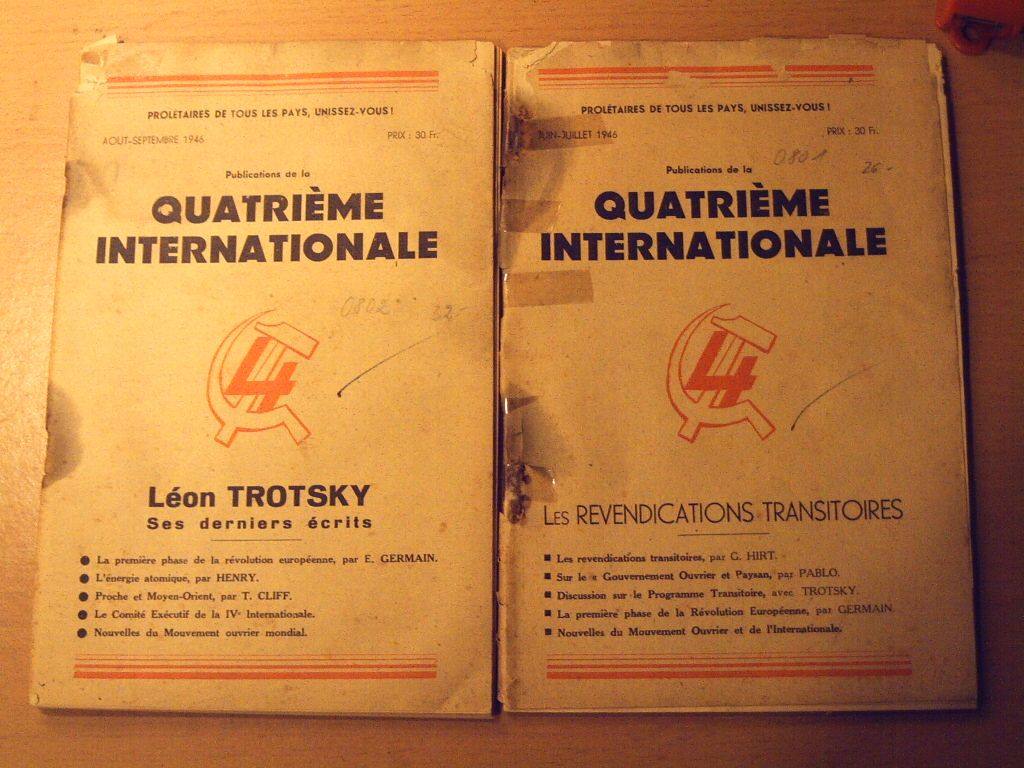 PROLÉTAIRES DE TOUS LES PAYS, UNISSEZ-VOUS !
AOUT-SEPTEMBRE 1946
PRIX : 30 Fr.
Publications de la
QUATRIÈME
INTERNATIONALE
0802
32-
4
Léon TROTSKY
Ses derniers écrits
● La première phase de la révolution européenne, par E. GERMAIN.
● L'énergie atomique, par HENRY.
● Proche et Moyen-Orient, par T. CLIFF.
● Le Comité Exécutif de la IVe Internationale.
● Nouvelles du Mouvement ouvrier mondial.
PROLÉTAIRES DE TOUS LES PAYS, UNISSEZ-VOUS !
JUIN-JUILLET 1946
PRIX : 30 Fr.
0801
26-
Publications de la
QUATRIÈME
INTERNATIONALE
4
LES REVENDICATIONS TRANSITOIRES
■ Les revendications transitoires, par G. HIRT.
■ Sur le « Gouvernement Ouvrier et Paysan, par PABLO.
■ Discussion sur le Programme Transitoire, avec TROTSKY.
■ La première phase de la Révolution Européenne, par GERMAIN.
■ Nouvelles du Mouvement Ouvrier et de l'Internationale.